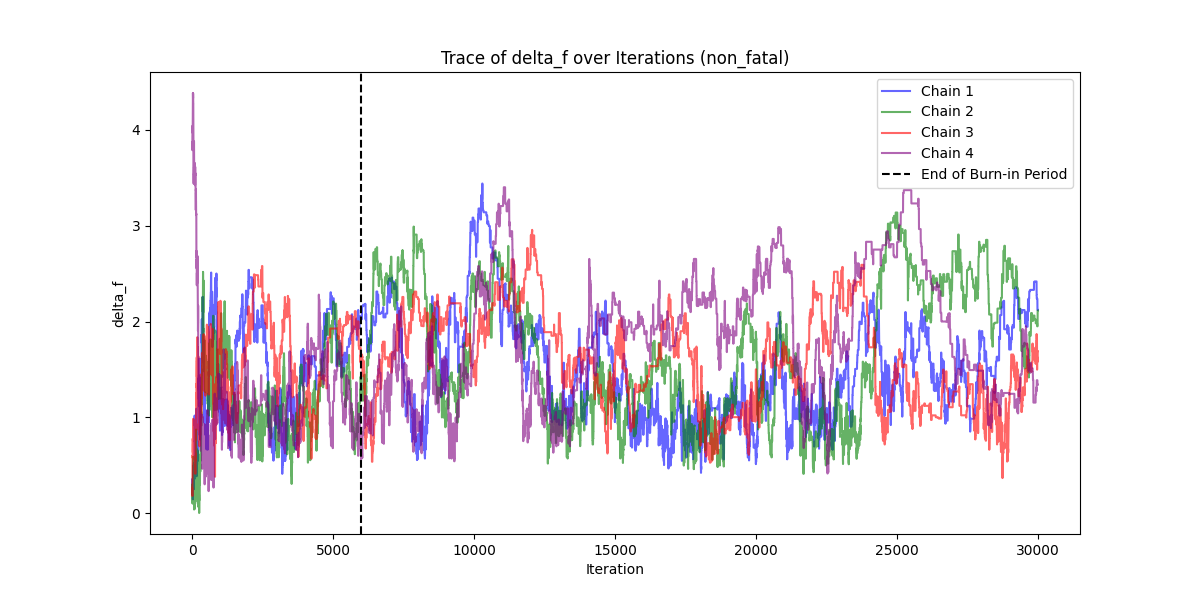 Trace of delta_f over Iterations (non_fatal)
Chain 1
Chain 2
Chain 3
Chain 4
End of Burn-in Period
delta_f
4
3
2
1
0
0 5000 10000 15000 20000 25000 30000
Iteration